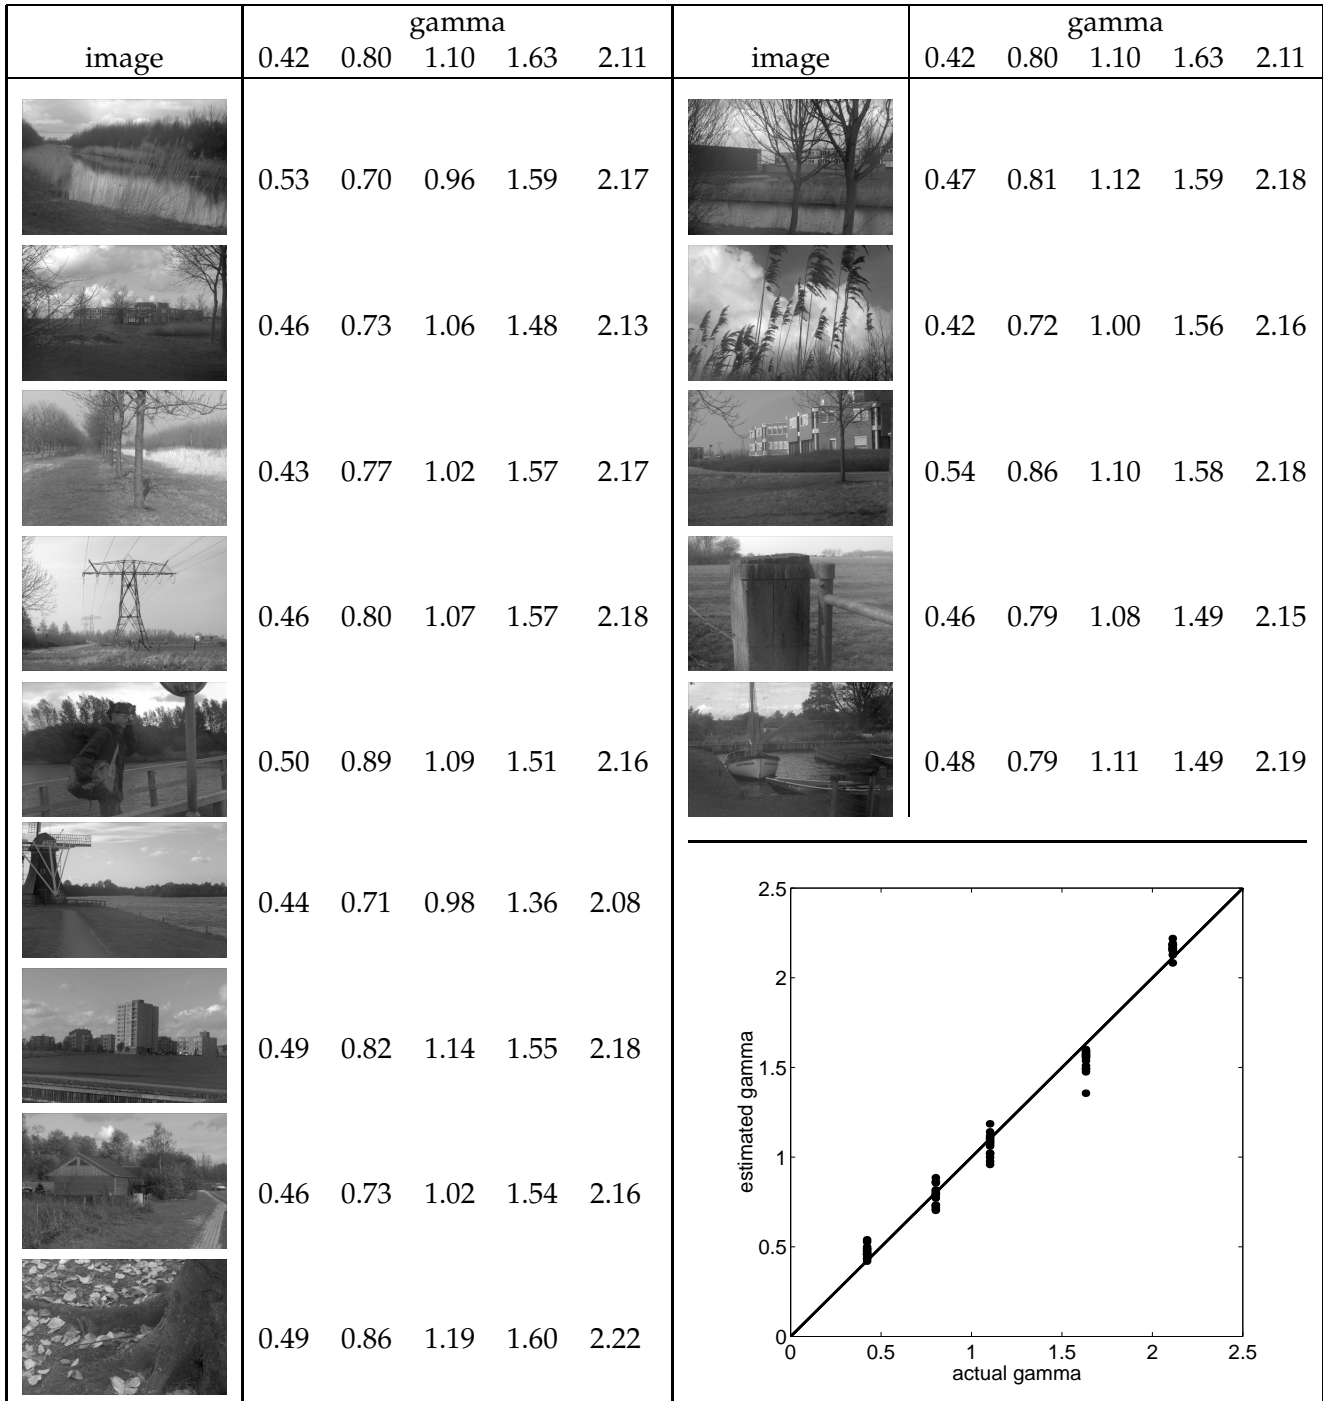 gamma
image 0.42 0.80 1.10 1.63 2.11
0.53 0.70 0.96 1.59 2.17
0.46 0.73 1.06 1.48 2.13
0.43 0.77 1.02 1.57 2.17
0.46 0.80 1.07 1.57 2.18
0.50 0.89 1.09 1.51 2.16
0.44 0.71 0.98 1.36 2.08
0.49 0.82 1.14 1.55 2.18
0.46 0.73 1.02 1.54 2.16
0.49 0.86 1.19 1.60 2.22
gamma
image 0.42 0.80 1.10 1.63 2.11
0.47 0.81 1.12 1.59 2.18
0.42 0.72 1.00 1.56 2.16
0.54 0.86 1.10 1.58 2.18
0.46 0.79 1.08 1.49 2.15
0.48 0.79 1.11 1.49 2.19
2.5
2
1.5
1
0.5
0
estimated gamma
0 0.5 1 1.5 2 2.5
actual gamma